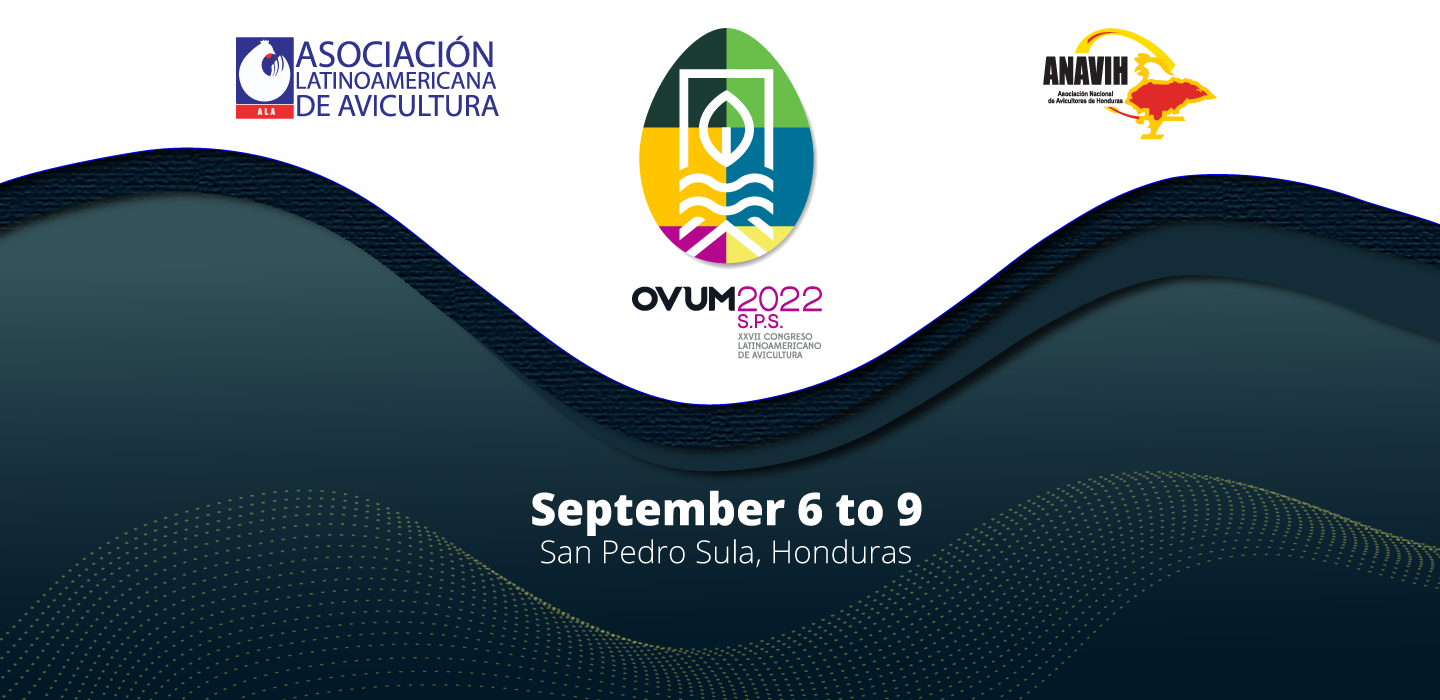 ASOCIACIÓN
LATINOAMERICANA
DE AVICULTURA
ALA
ANAVIH
Asociación Nacional
de Avicultores de Honduras
OVUM2022
S.P.S.
XXVII CONGRESO
LATINOAMERICANO
DE AVICULTURA
September 6 to 9
San Pedro Sula, Honduras